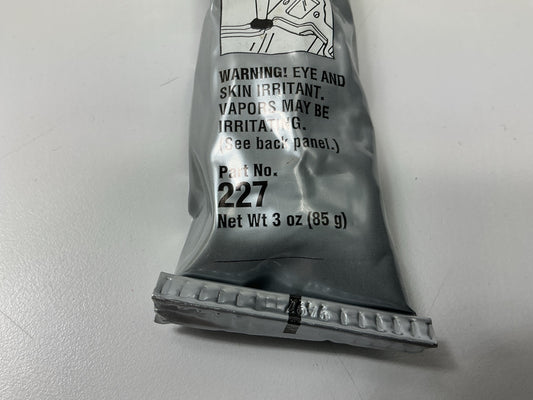 WARNING! EYE AND
SKIN IRRITANT.
VAPORS MAY BE
IRRITATING.
(See back panel.)
Part No.
227
Net Wt 3 oz (85 g)